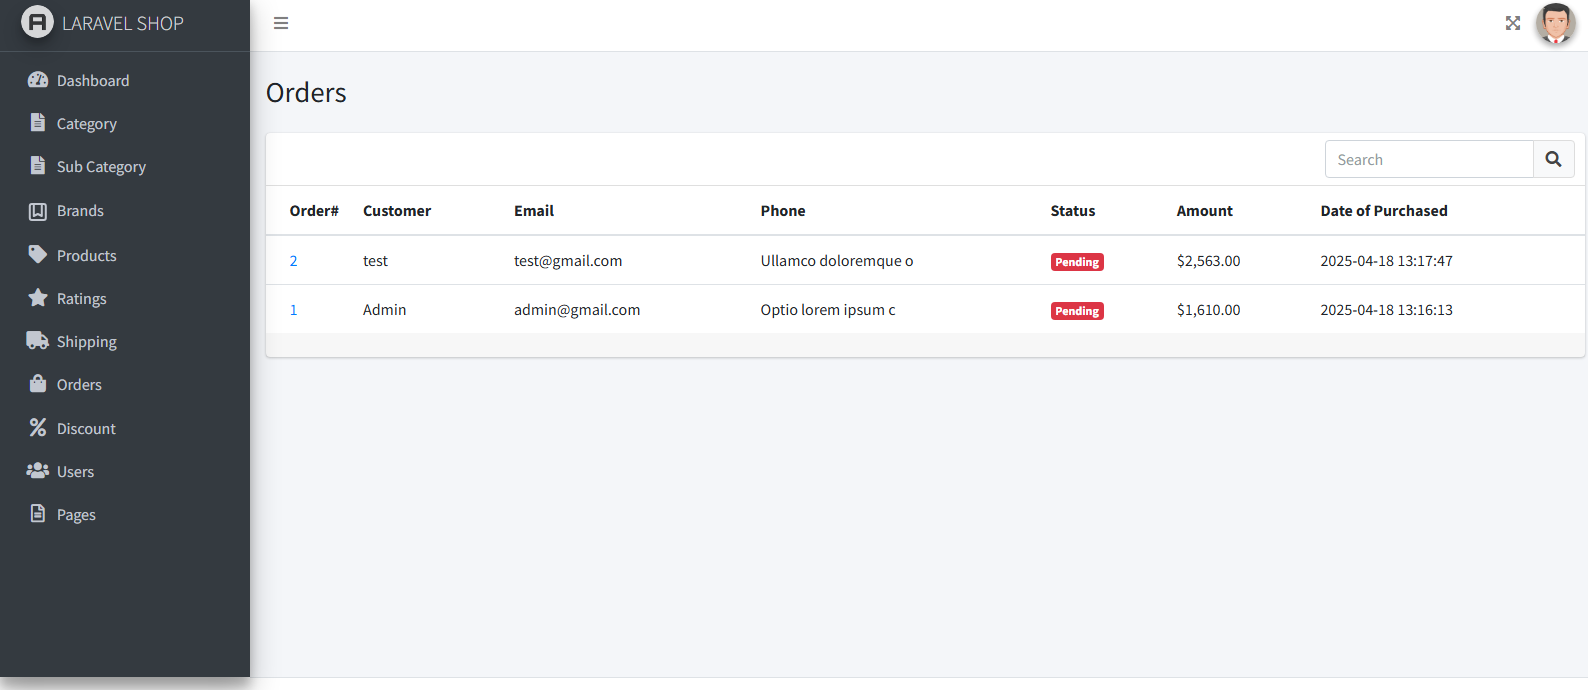 LARAVEL SHOP
Dashboard
Category
Sub Category
Brands
Products
Ratings
Shipping
Orders
Discount
Users
Pages
Orders
Search
Order# Customer Email Phone Status Amount Date of Purchased
2 test test@gmail.com Ullamco doloremque o Pending $2,563.00 2025-04-18 13:17:47
1 Admin admin@gmail.com Optio lorem ipsum c Pending $1,610.00 2025-04-18 13:16:13